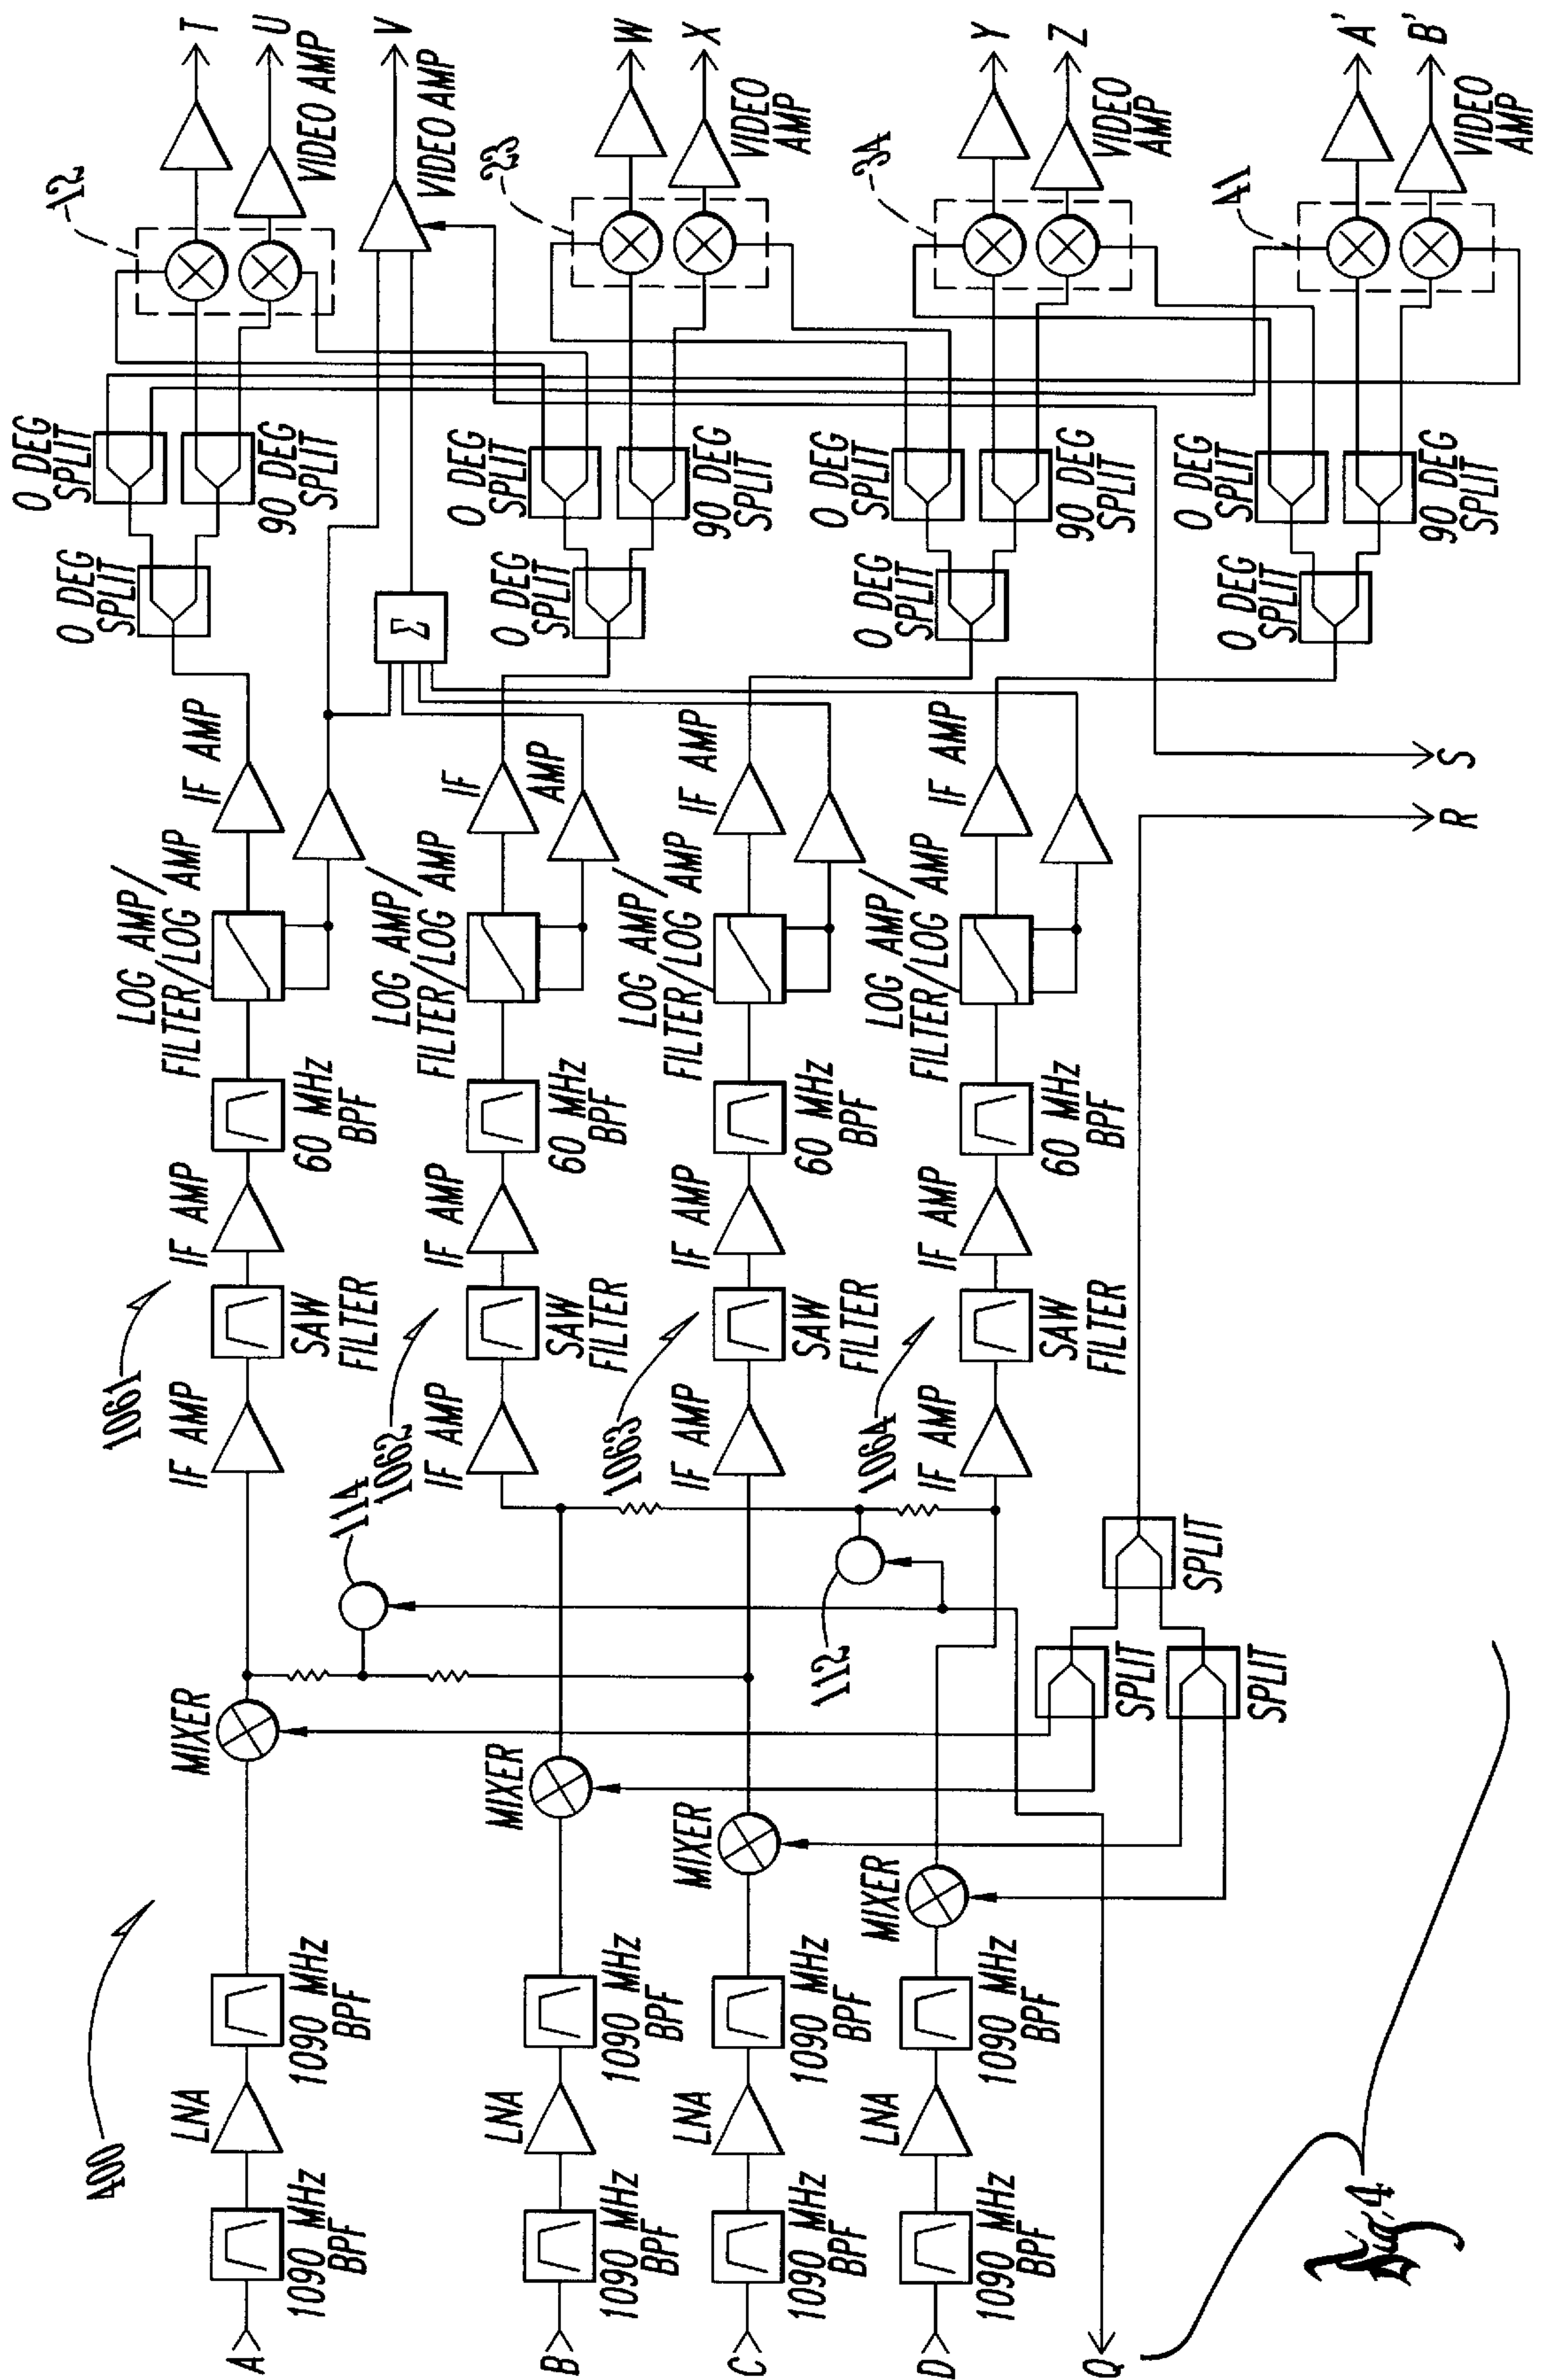 400
A
1090 MHz
BPF
LNA
1090 MHz
BPF
MIXER
IF AMP
1061
SAW
FILTER
IF AMP
60 MHz
BPF
LOG AMP/
FILTER/LOG AMP
IF AMP
0 DEG
SPLIT
0 DEG
SPLIT
90 DEG
SPLIT
12
T
U
VIDEO AMP
V
VIDEO AMP
Σ
114
B
1090 MHz
BPF
LNA
1090 MHz
BPF
MIXER
1062
IF AMP
SAW
FILTER
IF AMP
60 MHz
BPF
LOG AMP/
FILTER/LOG AMP
IF
AMP
0 DEG
SPLIT
0 DEG
SPLIT
90 DEG
SPLIT
23
W
X
VIDEO
AMP
C
1090 MHz
BPF
LNA
1090 MHz
BPF
MIXER
1063
IF AMP
SAW
FILTER
IF AMP
60 MHz
BPF
LOG AMP/
FILTER/LOG AMP
IF AMP
0 DEG
SPLIT
0 DEG
SPLIT
90 DEG
SPLIT
34
Y
Z
VIDEO
AMP
112
D
1090 MHz
BPF
LNA
1090 MHz
BPF
MIXER
1064
IF AMP
SAW
FILTER
IF AMP
60 MHz
BPF
LOG AMP/
FILTER/LOG AMP
IF AMP
0 DEG
SPLIT
0 DEG
SPLIT
90 DEG
SPLIT
41
A'
B'
VIDEO
AMP
Q
SPLIT
SPLIT
SPLIT
R
S
Fig. 4